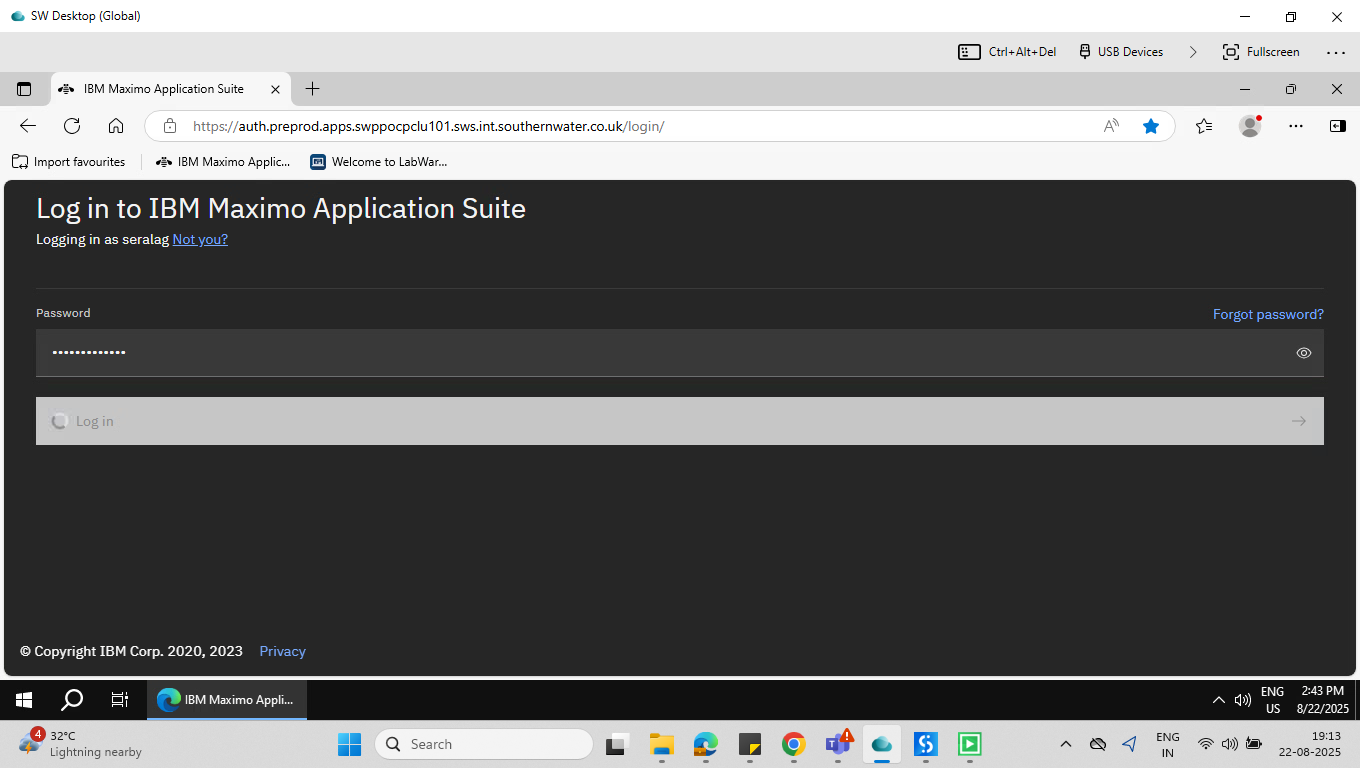 SW Desktop (Global)
Ctrl+Alt+Del
USB Devices
Fullscreen
IBM Maximo Application Suite
https://auth.preprod.apps.swppocpclu101.sws.int.southernwater.co.uk/login/
Import favourites
IBM Maximo Applic...
Welcome to LabWar...
Log in to IBM Maximo Application Suite
Logging in as seralag Not you?
Password
Forgot password?
•••••••••••••
Log in
© Copyright IBM Corp. 2020, 2023 Privacy
IBM Maximo Appli...
ENG
US
2:43 PM
8/22/2025
4
32°C
Lightning nearby
Search
ENG
IN
19:13
22-08-2025